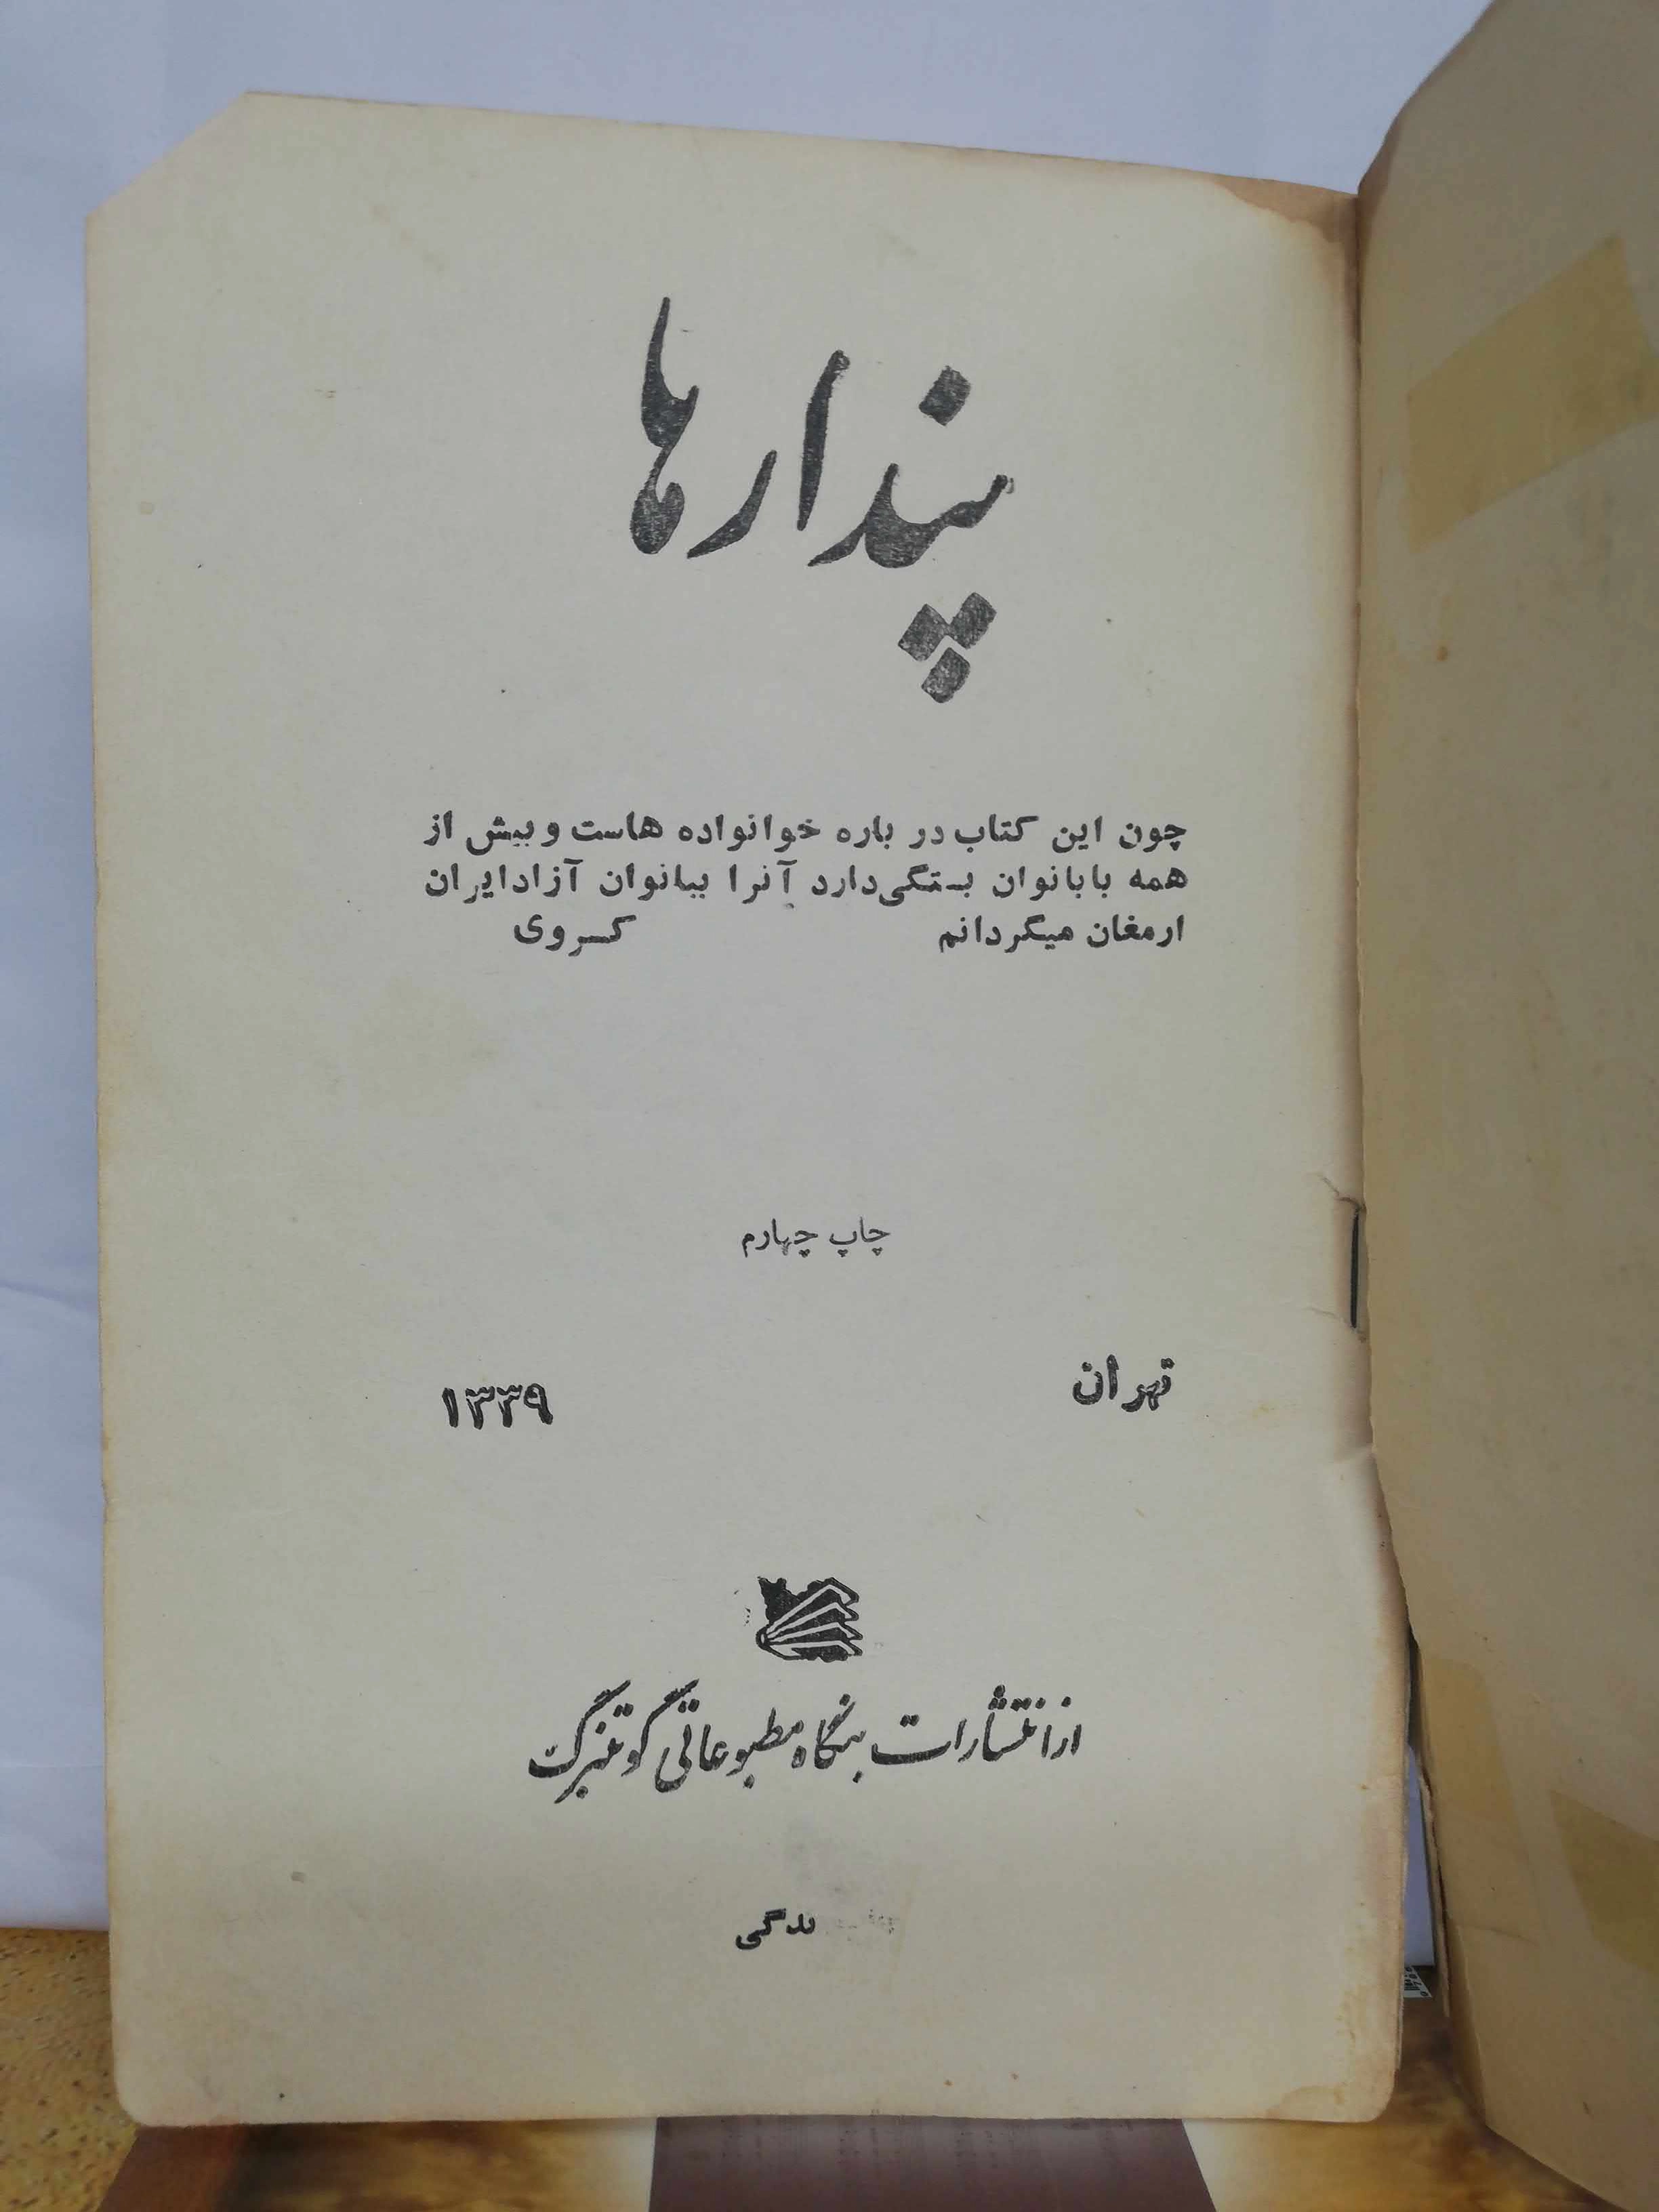 پندارها
چون این کتاب در باره خوانواده هاست و بیش از
همه با بانوان بستگی دارد آنرا ببانوان آزاد ایران
ارمغان میگردانم کسروی
چاپ چهارم
تهران ۱۳۳۹
از انتشارات بنگاه مطبوعاتی گوتنبرگ